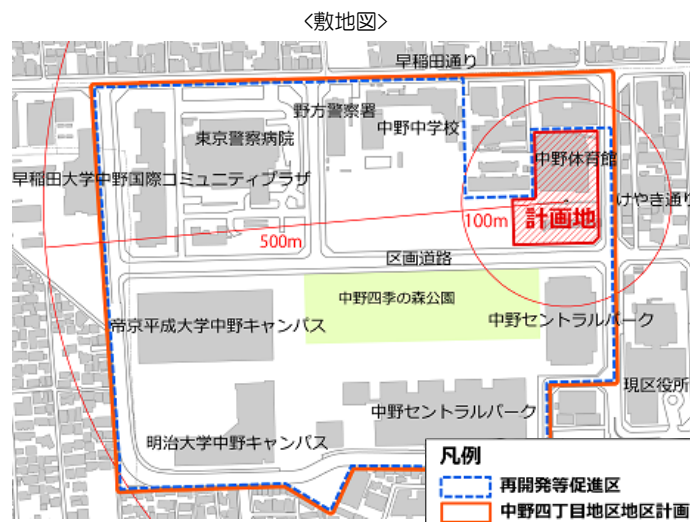 <敷地図>
早稲田通り
野方警察署
中野中学校
東京警察病院
中野体育館
早稲田大学中野国際コミュニティプラザ
けやき通り
100m
計画地
500m
区画道路
中野四季の森公園
帝京平成大学中野キャンパス
中野セントラルパーク
現区役所
中野セントラルパーク
明治大学中野キャンパス
凡例
再開発等促進区
中野四丁目地区地区計画